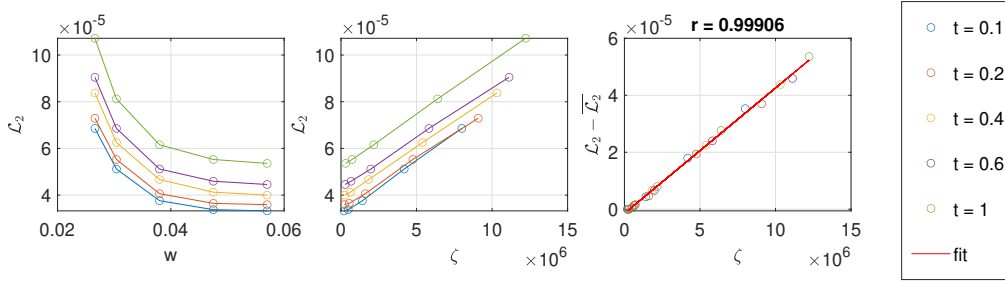 ×10⁻⁵
10
8
6
4
ℒ₂
0.02
0.04
0.06
w
×10⁻⁵
10
8
6
4
ℒ₂
0
5
10
15
ζ
×10⁶
r = 0.99906
×10⁻⁵
6
4
2
0
ℒ₂ − ℒ̅₂
0
5
10
15
ζ
×10⁶
t = 0.1
t = 0.2
t = 0.4
t = 0.6
t = 1
fit